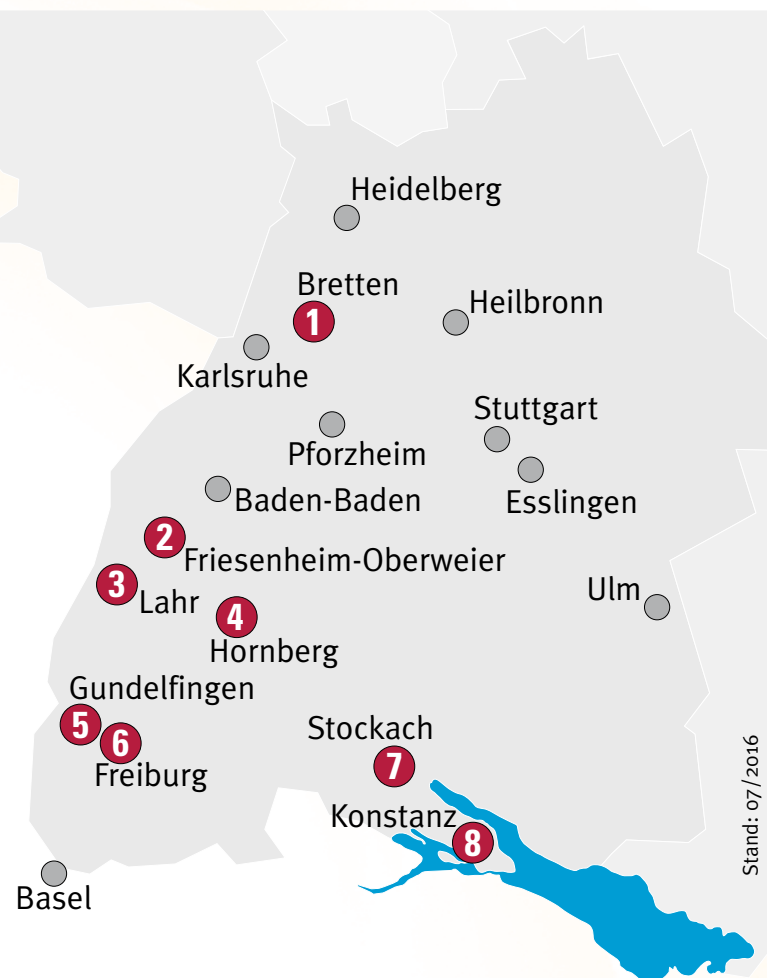 Heidelberg
Bretten
1
Heilbronn
Karlsruhe
Stuttgart
Pforzheim
Esslingen
Baden-Baden
2
Friesenheim-Oberweier
3
Lahr
Ulm
4
Hornberg
Gundelfingen
5
6
Freiburg
Stockach
7
Konstanz
8
Basel
Stand: 07/2016